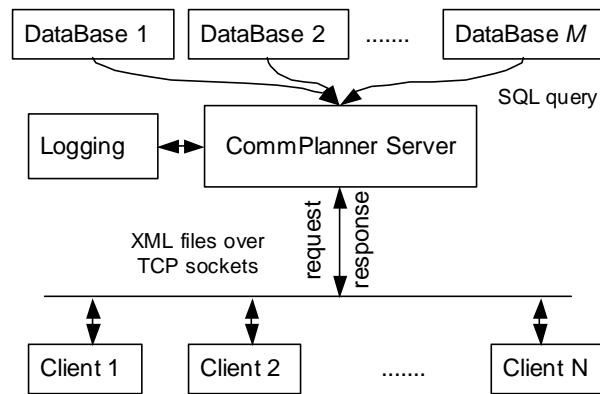 DataBase 1
DataBase 2
.......
DataBase M
SQL query
Logging
CommPlanner Server
XML files over
TCP sockets
request
response
Client 1
Client 2
.......
Client N